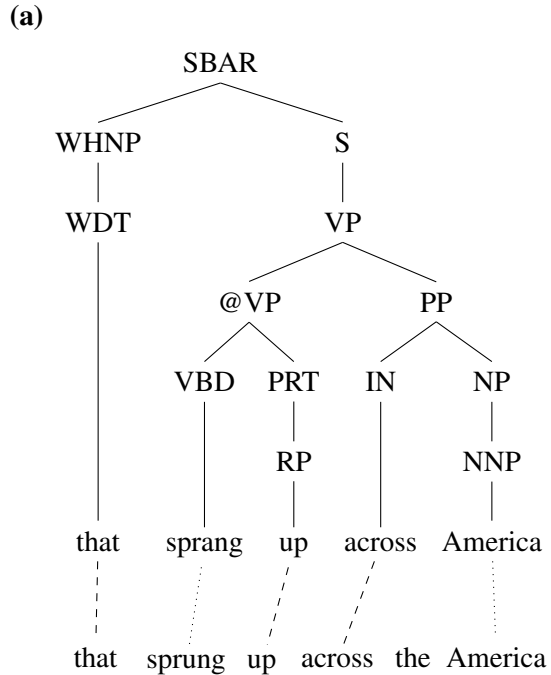 (a)
SBAR
WHNP S
WDT VP
@VP PP
VBD PRT IN NP
RP NNP
that sprang up across America
that sprung up across the America